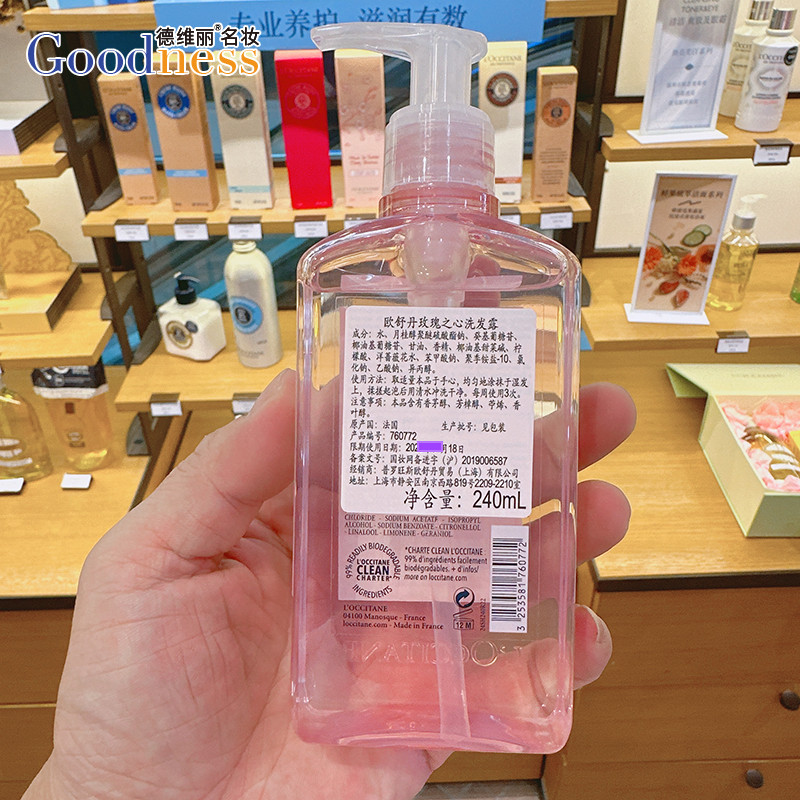 德维丽®名妆
Goodness
专业养护 滋润有数
L'OCCITANE
欧舒丹玫瑰之心洗发露
成分：水、月桂醇聚醚硫酸酯钠、癸基葡糖苷、
椰油基葡糖苷、甘油、香精、椰油基甜菜碱、柠
檬酸、洋蔷薇花水、苯甲酸钠、聚季铵盐-10、氯
化钠、乙酸钠、异丙醇。
使用方法：取适量本品于手心，均匀地涂抹于湿发
上，揉搓起泡后用清水冲洗干净。每周使用3次。
注意事项：本品含有香茅醇、芳樟醇、苧烯、香
叶醇。
原产国：法国 生产批号：见包装
产品编号：760772
限期使用日期：202 月18日
备案文号：国妆网备进字（沪）2019006587
经销商：普罗旺斯欧舒丹贸易（上海）有限公司
地址：上海市静安区南京西路819号2209-2210室
净含量：240mL
CHLORIDE - SODIUM ACETATE - ISOPROPYL
ALCOHOL - SODIUM BENZOATE - CITRONELLOL
- LINALOOL - LIMONENE - GERANIOL
99% READILY BIODEGRADABLE INGREDIENTS
L'OCCITANE
CLEAN
CHARTER*
*CHARTE CLEAN L'OCCITANE
99% d'ingrédients facilement
biodégradables. + d'infos/
more on loccitane.com
L'OCCITANE
04100 Manosque - France
loccitane.com - Made in France
12 M
3 253581 760772
L'OCCITANE